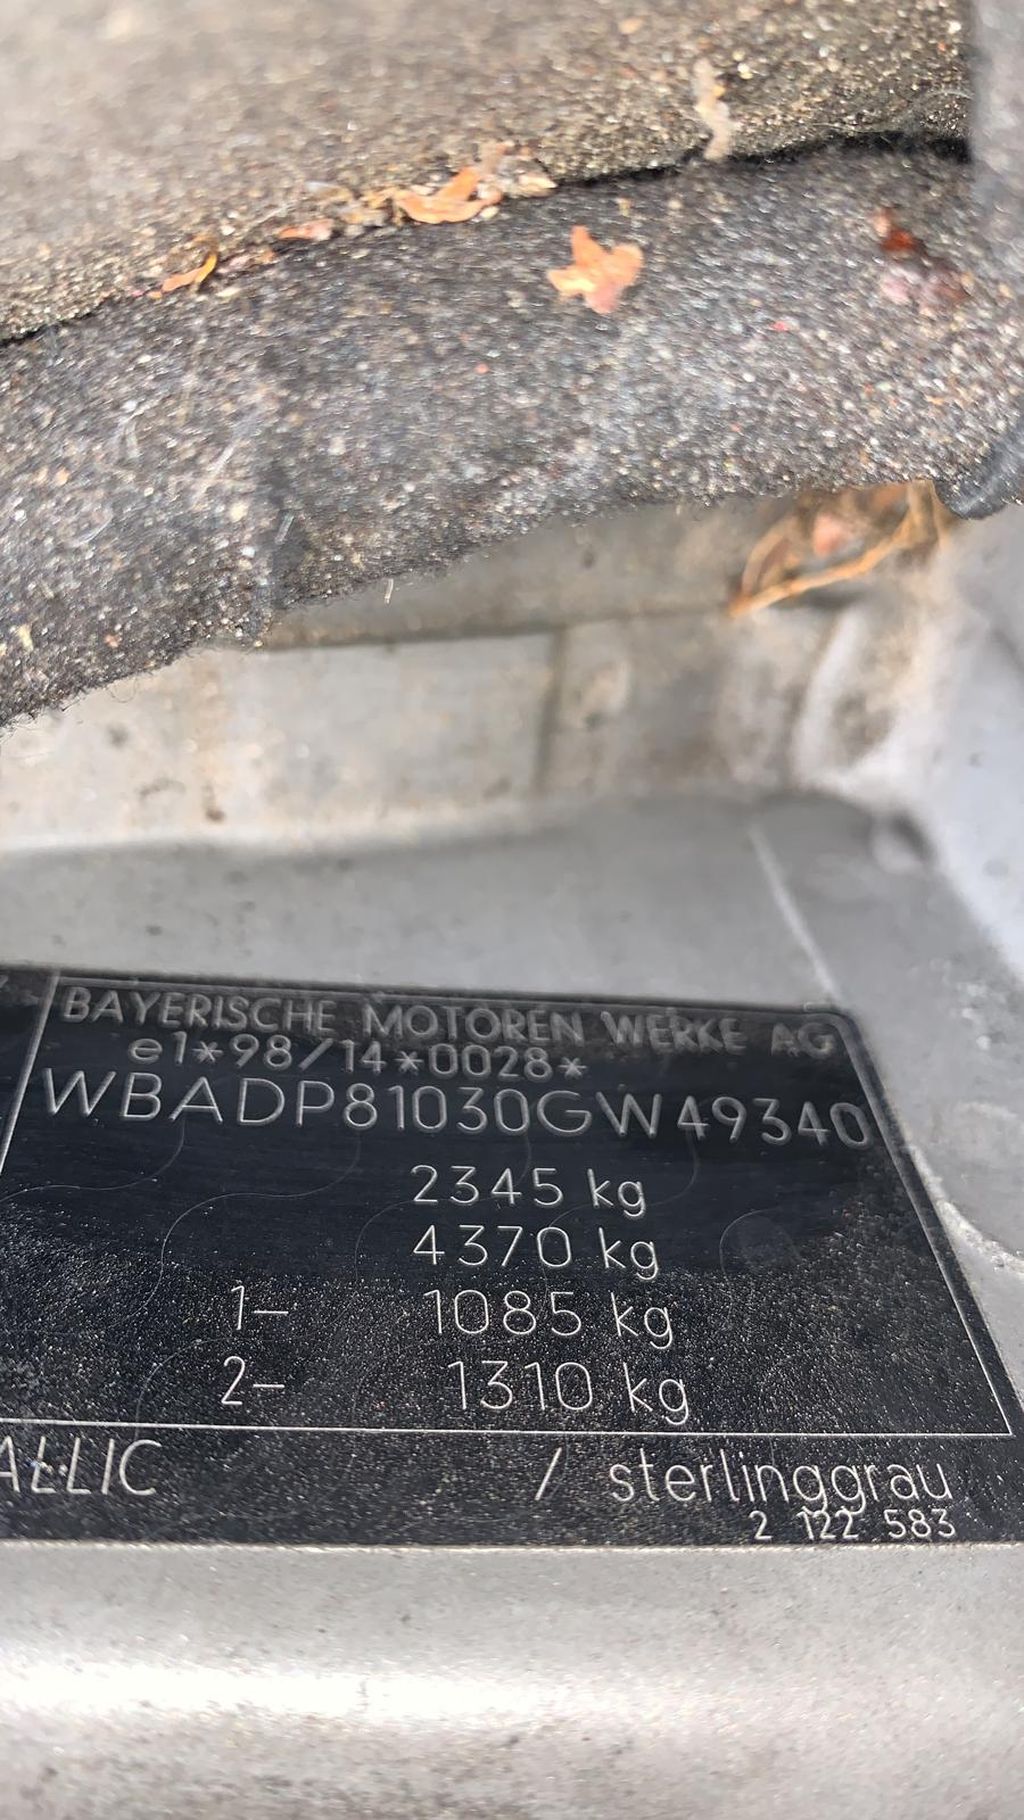 BAYERISCHE MOTOREN WERKE AG
e1*98/14*0028*
WBADP81030GW49340
2345 kg
4370 kg
1- 1085 kg
2- 1310 kg
ALLIC / sterlinggrau
2 122 583